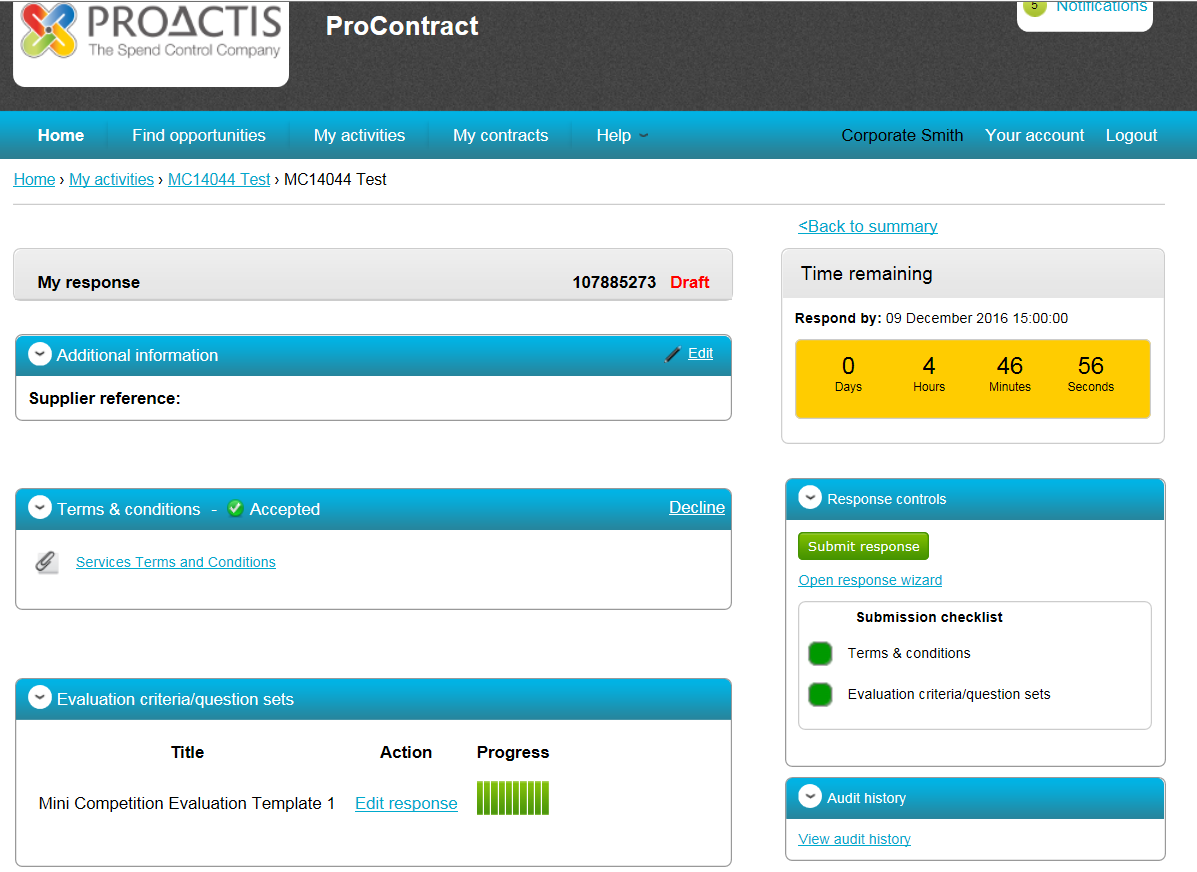 PROACTIS
The Spend Control Company
ProContract
5 Notifications
Home Find opportunities My activities My contracts Help Corporate Smith Your account Logout
Home › My activities › MC14044 Test › MC14044 Test
<Back to summary
My response 107885273 Draft
Time remaining
Respond by: 09 December 2016 15:00:00
0 4 46 56
Days Hours Minutes Seconds
Additional information Edit
Supplier reference:
Terms & conditions - Accepted Decline
Services Terms and Conditions
Response controls
Submit response
Open response wizard
Submission checklist
Terms & conditions
Evaluation criteria/question sets
Evaluation criteria/question sets
Title Action Progress
Mini Competition Evaluation Template 1 Edit response
Audit history
View audit history